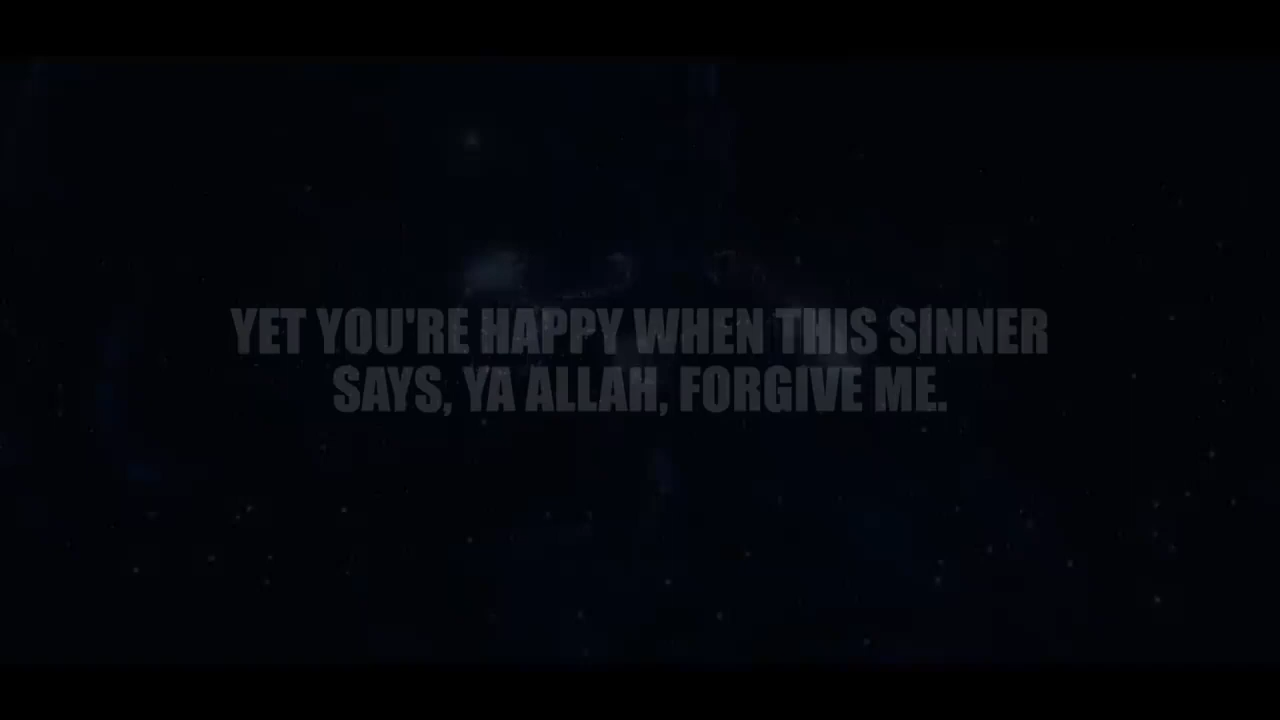 YET YOU'RE HAPPY WHEN THIS SINNER
SAYS, YA ALLAH, FORGIVE ME.